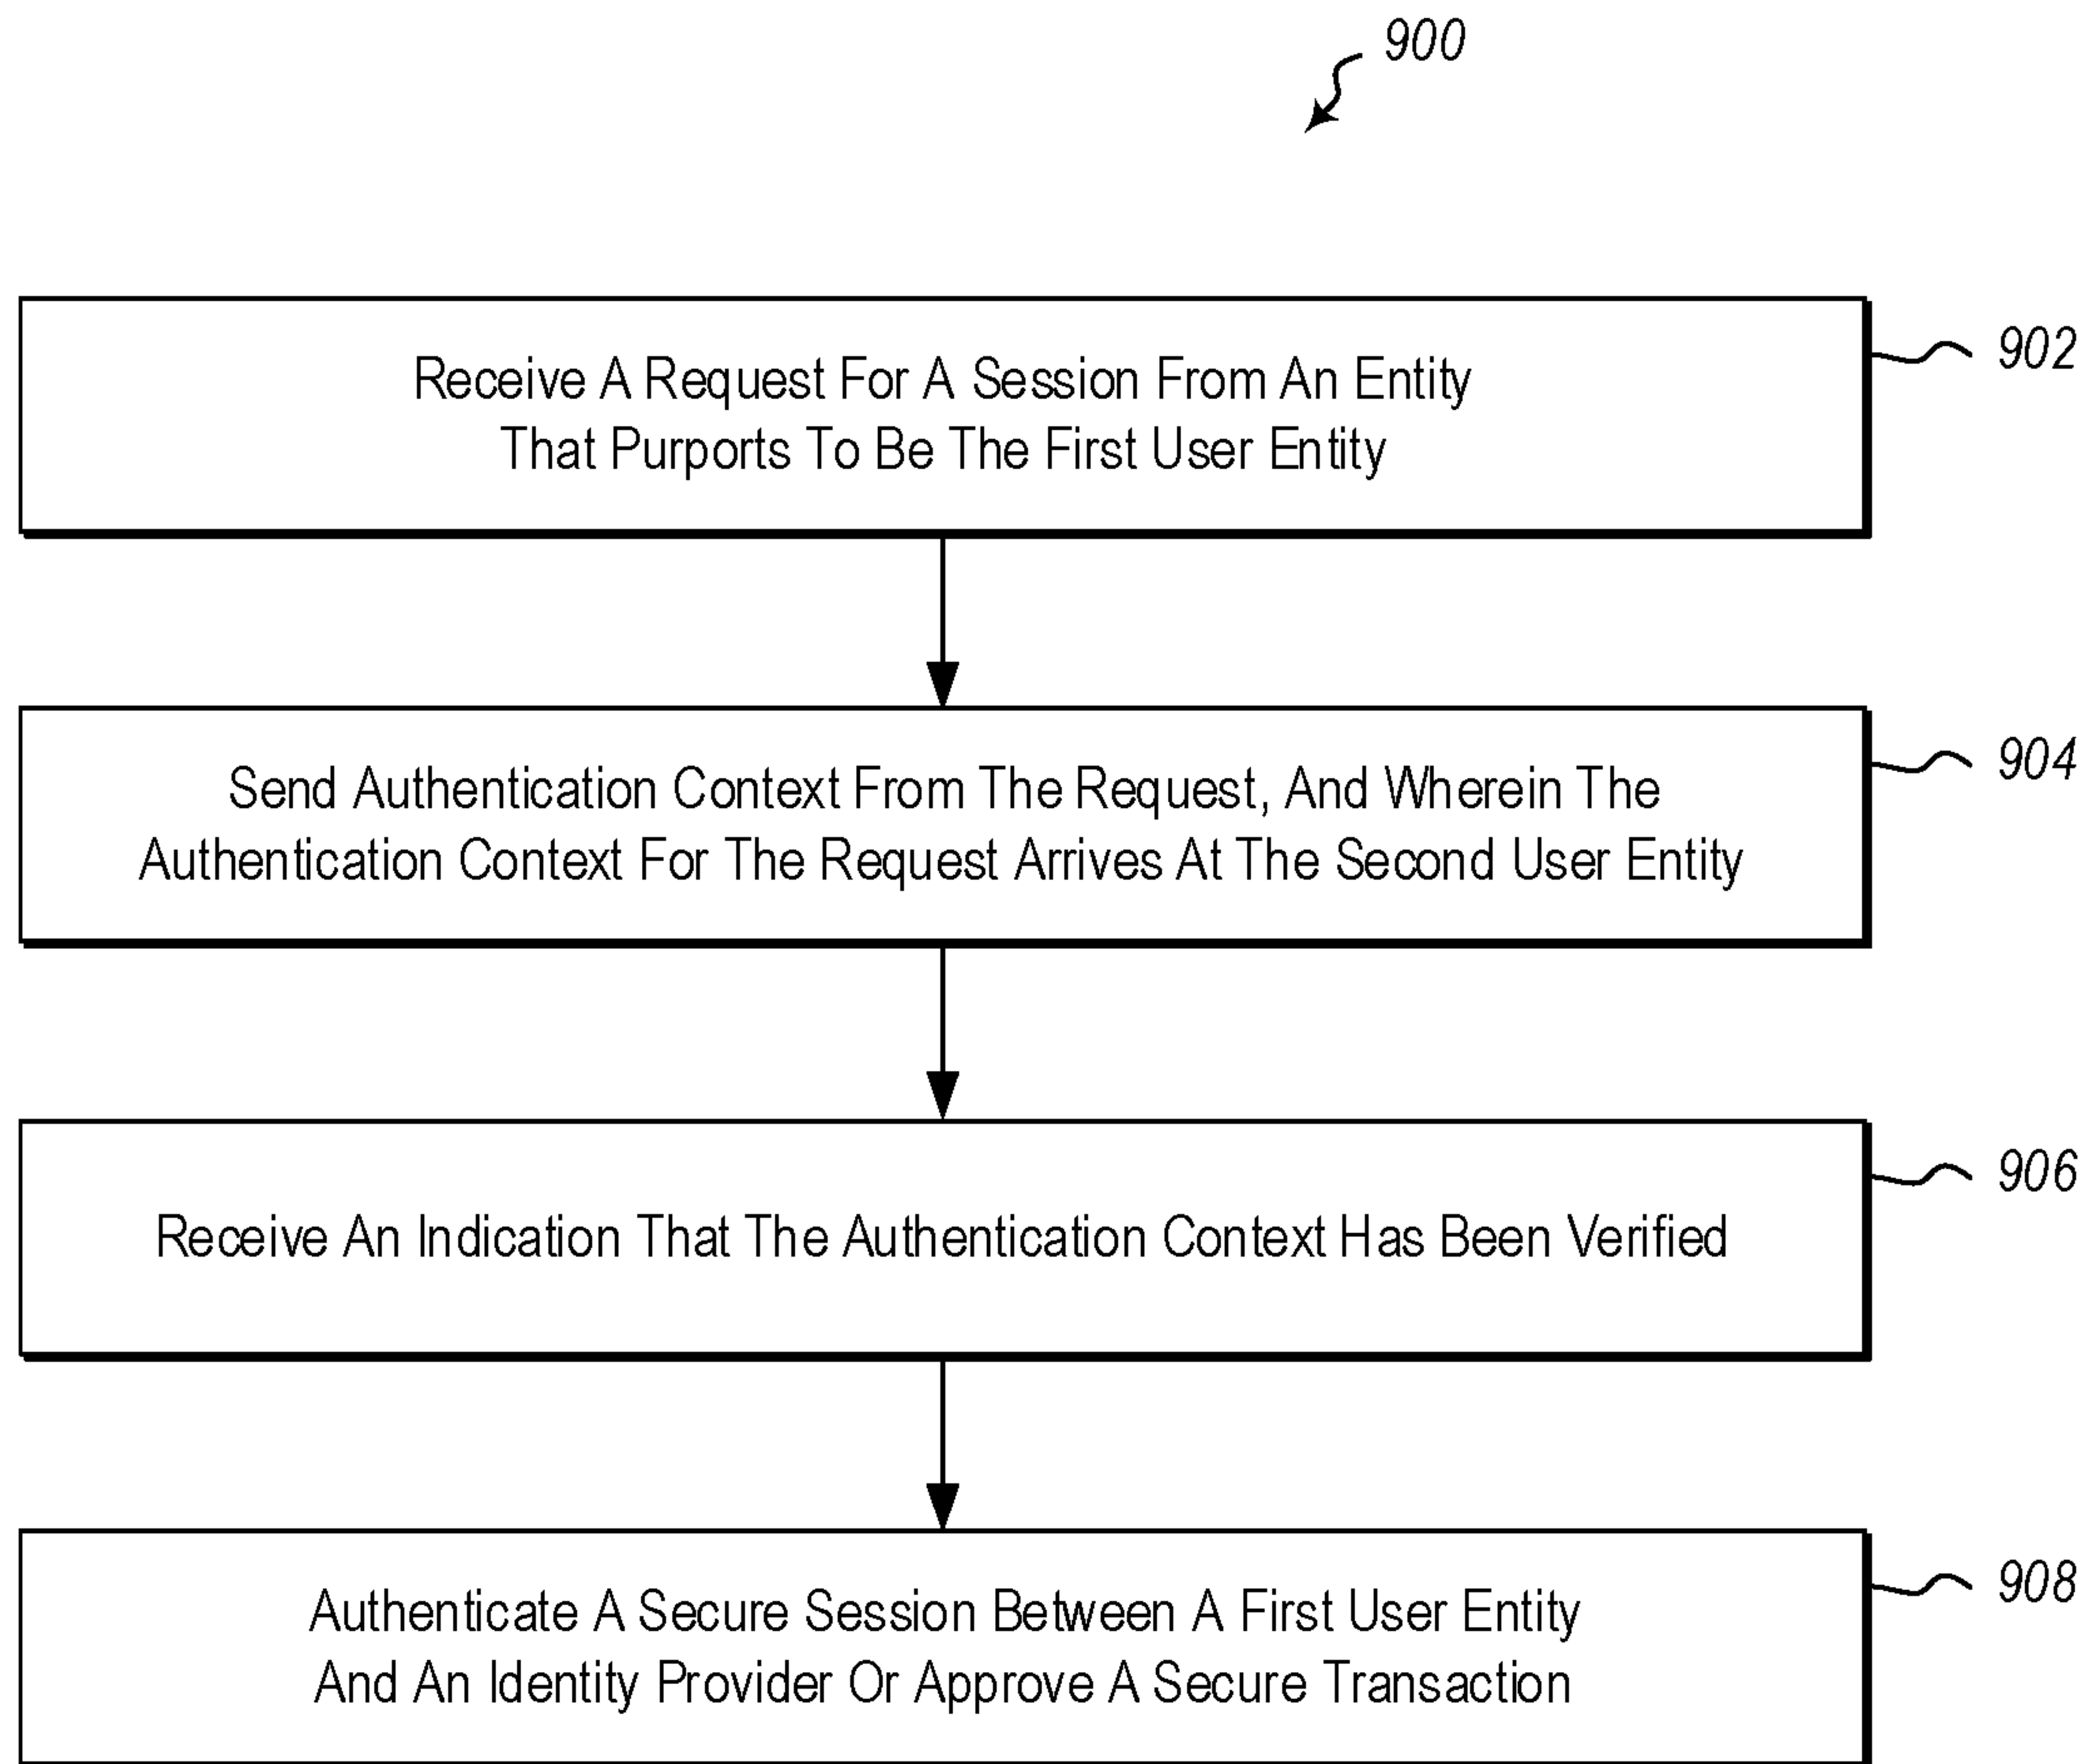 900
Receive A Request For A Session From An Entity
That Purports To Be The First User Entity
902
Send Authentication Context From The Request, And Wherein The
Authentication Context For The Request Arrives At The Second User Entity
904
Receive An Indication That The Authentication Context Has Been Verified
906
Authenticate A Secure Session Between A First User Entity
And An Identity Provider Or Approve A Secure Transaction
908